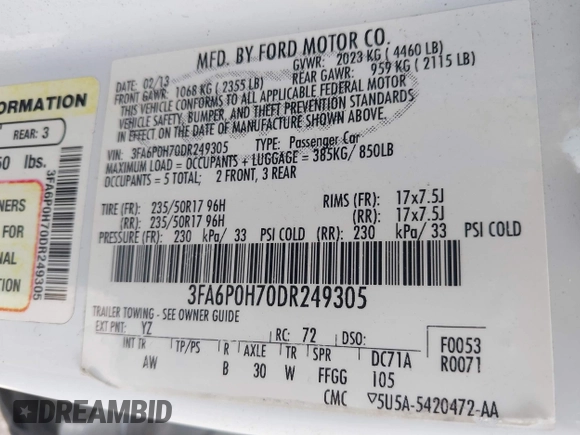 MFD. BY FORD MOTOR CO.
DATE: 02/13
GVWR: 2023 KG ( 4460 LB)
FRONT GAWR: 1068 KG ( 2355 LB)
REAR GAWR: 959 KG ( 2115 LB)
THIS VEHICLE CONFORMS TO ALL APPLICABLE FEDERAL MOTOR
VEHICLE SAFETY, BUMPER, AND THEFT PREVENTION STANDARDS
IN EFFECT ON THE DATE OF MANUFACTURE SHOWN ABOVE.
VIN: 3FA6P0H70DR249305 TYPE: Passenger Car
MAXIMUM LOAD = OCCUPANTS + LUGGAGE = 385KG/ 850LB
OCCUPANTS = 5 TOTAL; 2 FRONT, 3 REAR
TIRE (FR): 235/50R17 96H RIMS (FR): 17x7.5J
(RR): 235/50R17 96H (RR): 17x7.5J
PRESSURE (FR): 230 kPa/ 33 PSI COLD (RR): 230 kPa/ 33 PSI COLD
3FA6P0H70DR249305
TRAILER TOWING - SEE OWNER GUIDE
EXT PNT: YZ RC: 72 DSO: F0053
INT TR TP/PS R AXLE TR SPR DC71A R0071
AW B 30 W FFGG I05
CMC ▽5U5A-5420472-AA
FORMATION
REAR: 3
50 lbs.
NERS
FOR
NAL
ON
3FA6P0H70DR249305
DREAMBID